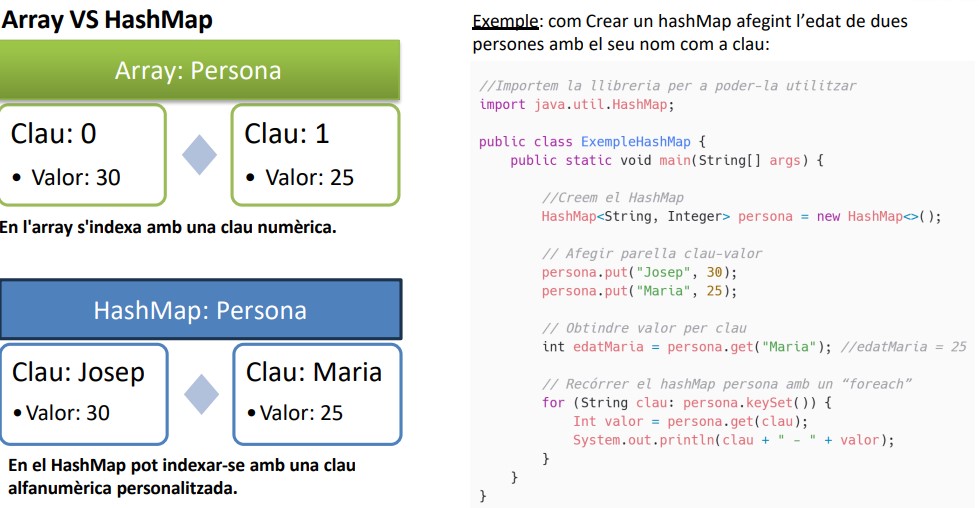 Array VS HashMap
Array: Persona
Clau: 0
• Valor: 30
Clau: 1
• Valor: 25
En l'array s'indexa amb una clau numèrica.
HashMap: Persona
Clau: Josep
•Valor: 30
Clau: Maria
•Valor: 25
En el HashMap pot indexar-se amb una clau
alfanumèrica personalitzada.
Exemple: com Crear un hashMap afegint l’edat de dues
persones amb el seu nom com a clau:
//Importem la llibreria per a poder-la utilitzar
import java.util.HashMap;
public class ExempleHashMap {
public static void main(String[] args) {
//Creem el HashMap
HashMap<String, Integer> persona = new HashMap<>();
// Afegir parella clau-valor
persona.put("Josep", 30);
persona.put("Maria", 25);
// Obtindre valor per clau
int edatMaria = persona.get("Maria"); //edatMaria = 25
// Recórrer el hashMap persona amb un “foreach”
for (String clau: persona.keySet()) {
Int valor = persona.get(clau);
System.out.println(clau + " - " + valor);
}
}
}